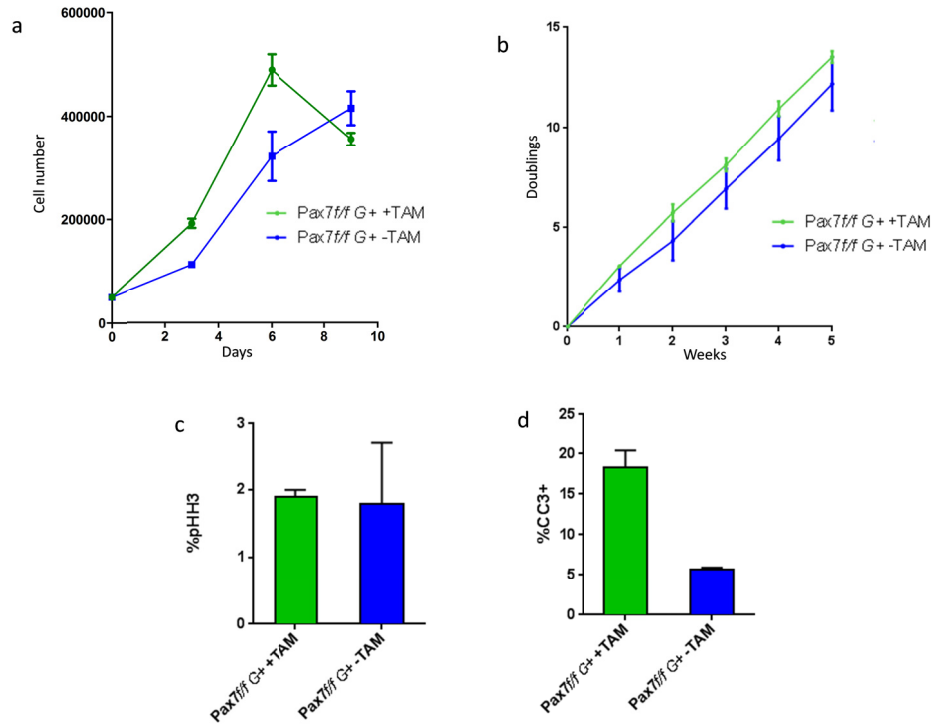 a
600000
400000
200000
0
Cell number
0 2 4 6 8 10
Days
Pax7f/f G+ +TAM
Pax7f/f G+ -TAM
b
15
10
5
0
Doublings
0 1 2 3 4 5
Weeks
Pax7f/f G+ +TAM
Pax7f/f G+ -TAM
c
3
2
1
0
%pHH3
Pax7f/f G+ +TAM
Pax7f/f G+ -TAM
d
25
20
15
10
5
0
%CC3+
Pax7f/f G+ +TAM
Pax7f/f G+ -TAM